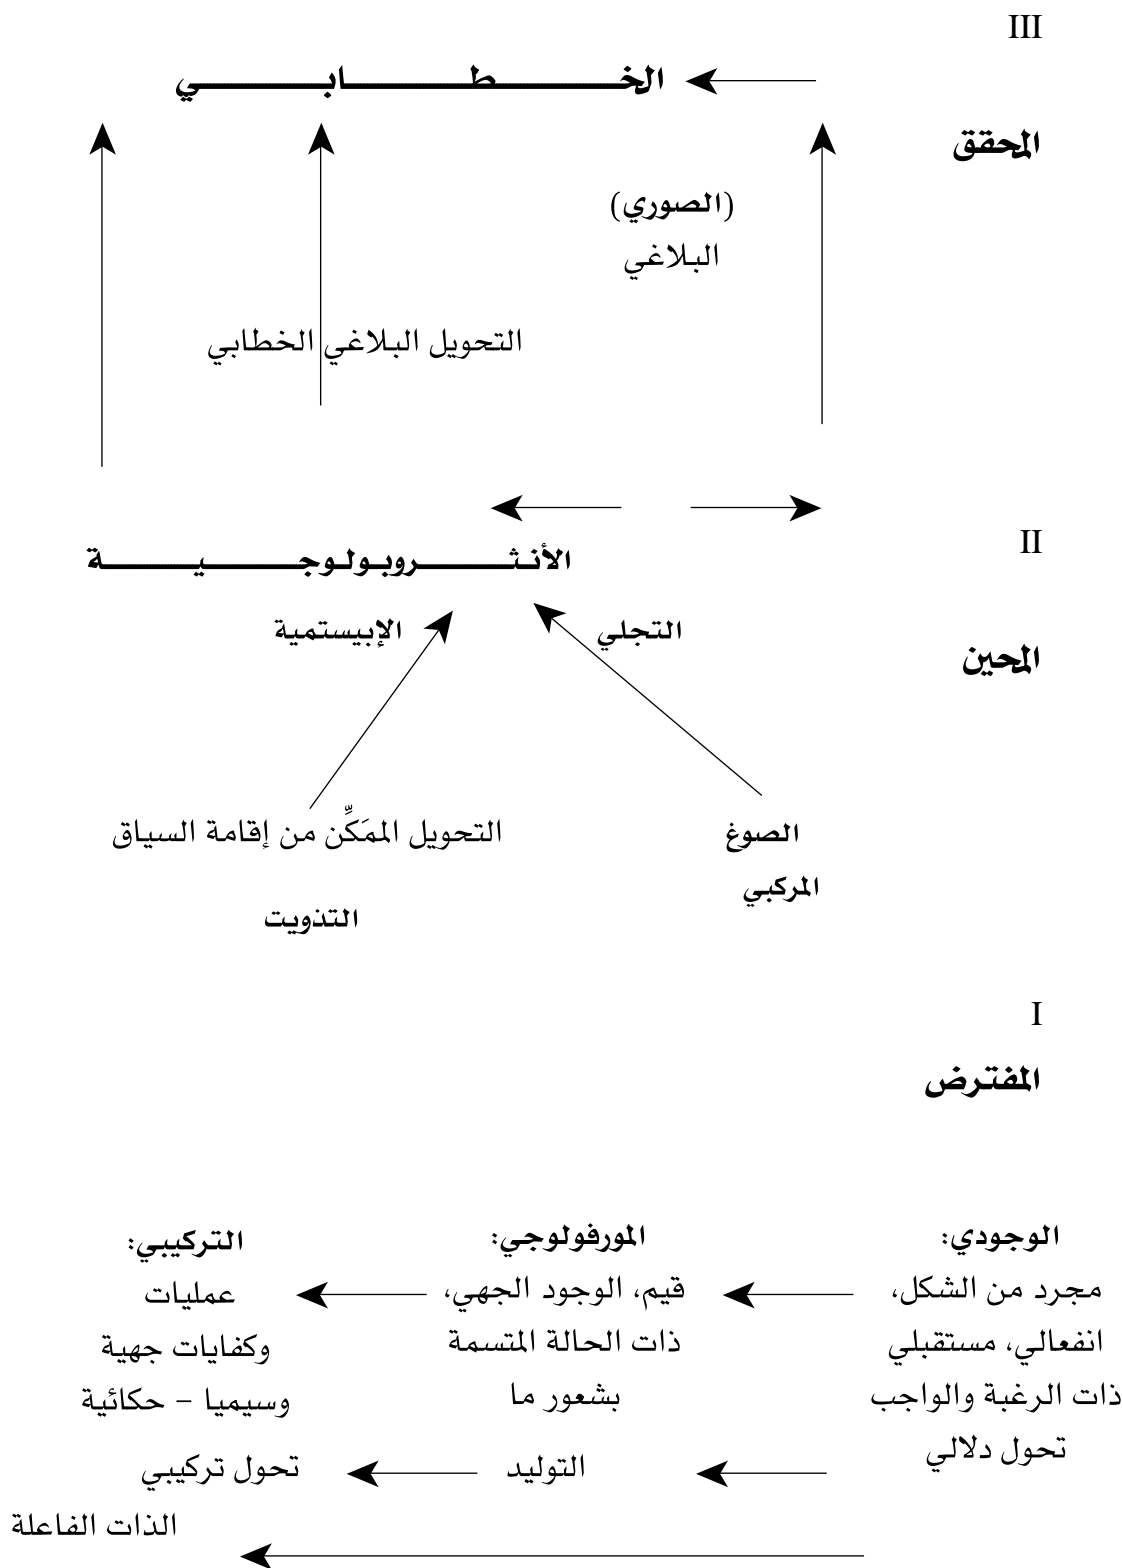 III
الخطابي
المحقق
(الصوري)
البلاغي
التحويل البلاغي الخطابي
II
الأنثروبولوجية
التجلي
الإبيستمية
المحين
التحويل الممَكِّن من إقامة السياق
الصوغ
المركبي
التذويت
I
المفترض
الوجودي:
مجرد من الشكل،
انفعالي، مستقبلي
ذات الرغبة والواجب
تحول دلالي
المورفولوجي:
قيم، الوجود الجهي،
ذات الحالة المتسمة
بشعور ما
التوليد
التركيبي:
عمليات
وكفايات جهية
وسيميا – حكائية
تحول تركيبي
الذات الفاعلة